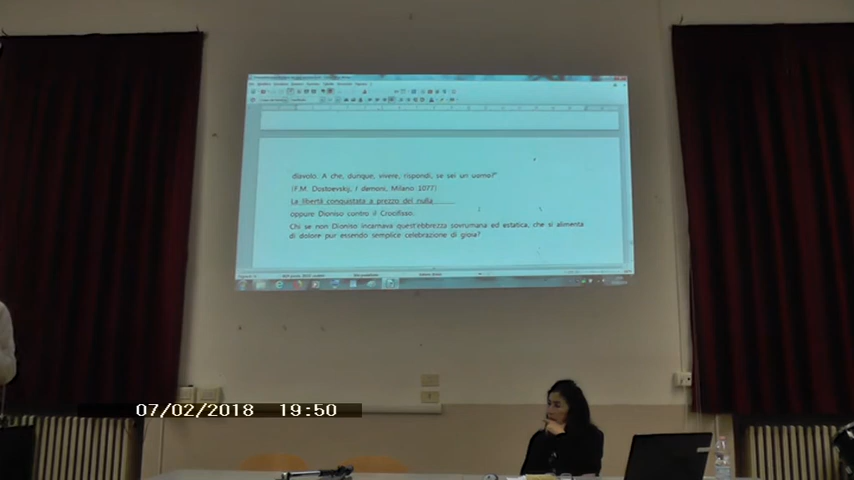 diavolo. A che, dunque, vivere, rispondi, se sei un uomo?"
(F.M. Dostoevskij, I demoni, Milano 1077)
La libertà conquistata a prezzo del nulla
oppure Dioniso contro il Crocifisso.
Chi se non Dioniso incarnava quest'ebbrezza sovrumana ed estatica, che si alimenta
di dolore pur essendo semplice celebrazione di gioia?
07/02/2018 19:50